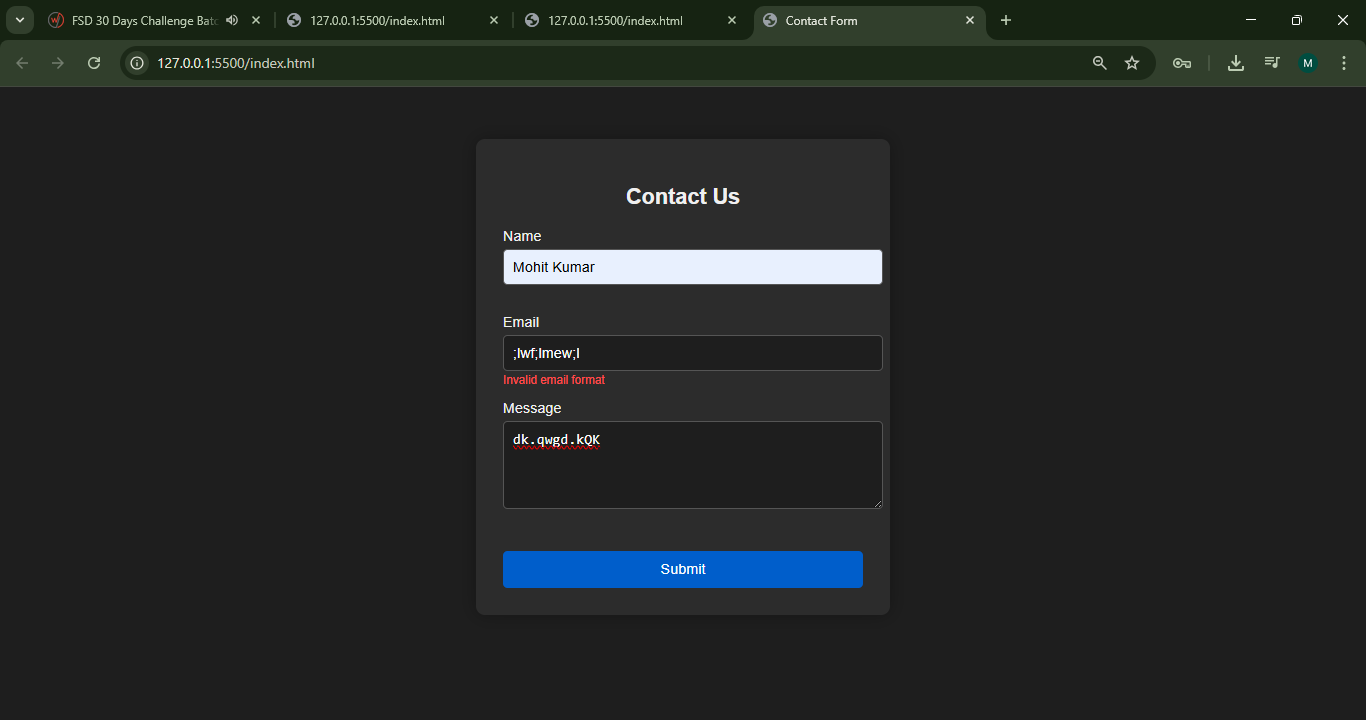 FSD 30 Days Challenge Batc
127.0.0.1:5500/index.html
127.0.0.1:5500/index.html
Contact Form
127.0.0.1:5500/index.html
M
Contact Us
Name
Mohit Kumar
Email
;lwf;lmew;l
Invalid email format
Message
dk.qwgd.kQK
Submit